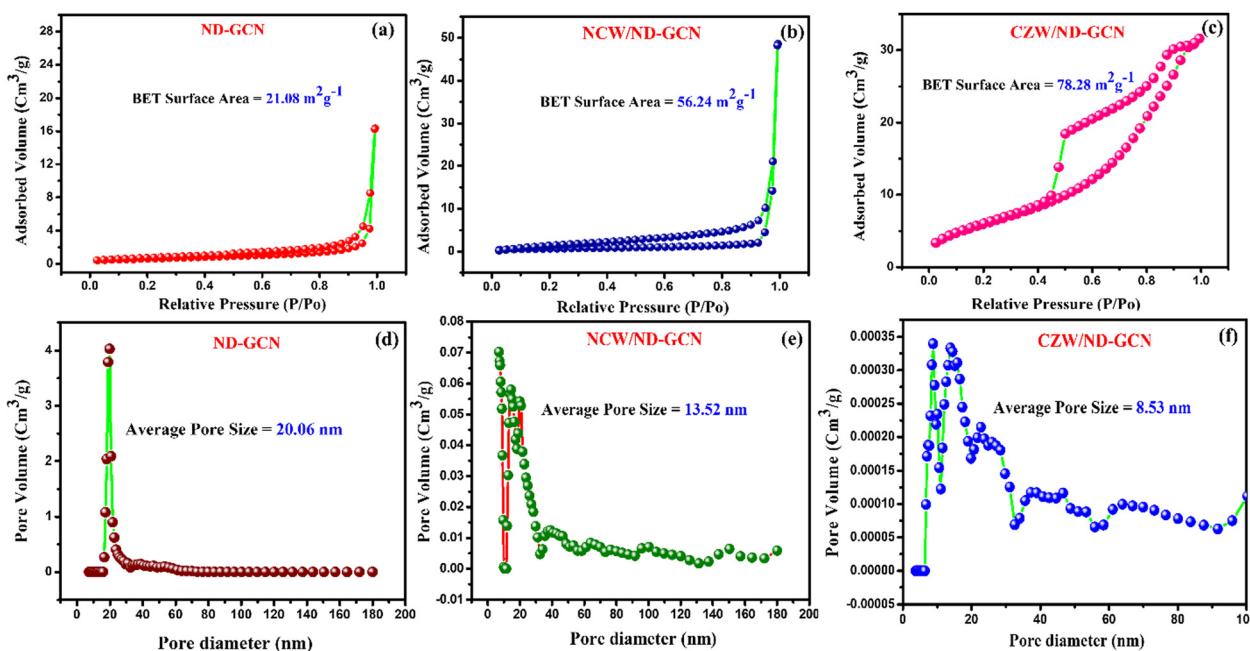 ND-GCN
(a)
BET Surface Area = 21.08 m²g⁻¹
Adsorbed Volume (Cm³/g)
28
24
20
16
12
8
4
0
0.0 0.2 0.4 0.6 0.8 1.0
Relative Pressure (P/Po)
NCW/ND-GCN
(b)
BET Surface Area = 56.24 m²g⁻¹
Adsorbed Volume (Cm³/g)
50
40
30
20
10
0
0.0 0.2 0.4 0.6 0.8 1.0
Relative Pressure (P/Po)
CZW/ND-GCN
(c)
BET Surface Area = 78.28 m²g⁻¹
Adsorbed Volume (Cm³/g)
30
20
10
0
0.0 0.2 0.4 0.6 0.8 1.0
Relative Pressure (P/Po)
ND-GCN
(d)
Average Pore Size = 20.06 nm
Pore Volume (Cm³/g)
4
3
2
1
0
0 20 40 60 80 100 120 140 160 180 200
Pore diameter (nm)
NCW/ND-GCN
(e)
Average Pore Size = 13.52 nm
Pore Volume (Cm³/g)
0.08
0.07
0.06
0.05
0.04
0.03
0.02
0.01
0.00
-0.01
0 20 40 60 80 100 120 140 160 180 200
Pore diameter (nm)
CZW/ND-GCN
(f)
Average Pore Size = 8.53 nm
Pore Volume (Cm³/g)
0.00035
0.00030
0.00025
0.00020
0.00015
0.00010
0.00005
0.00000
-0.00005
0 20 40 60 80 100
Pore diameter (nm)